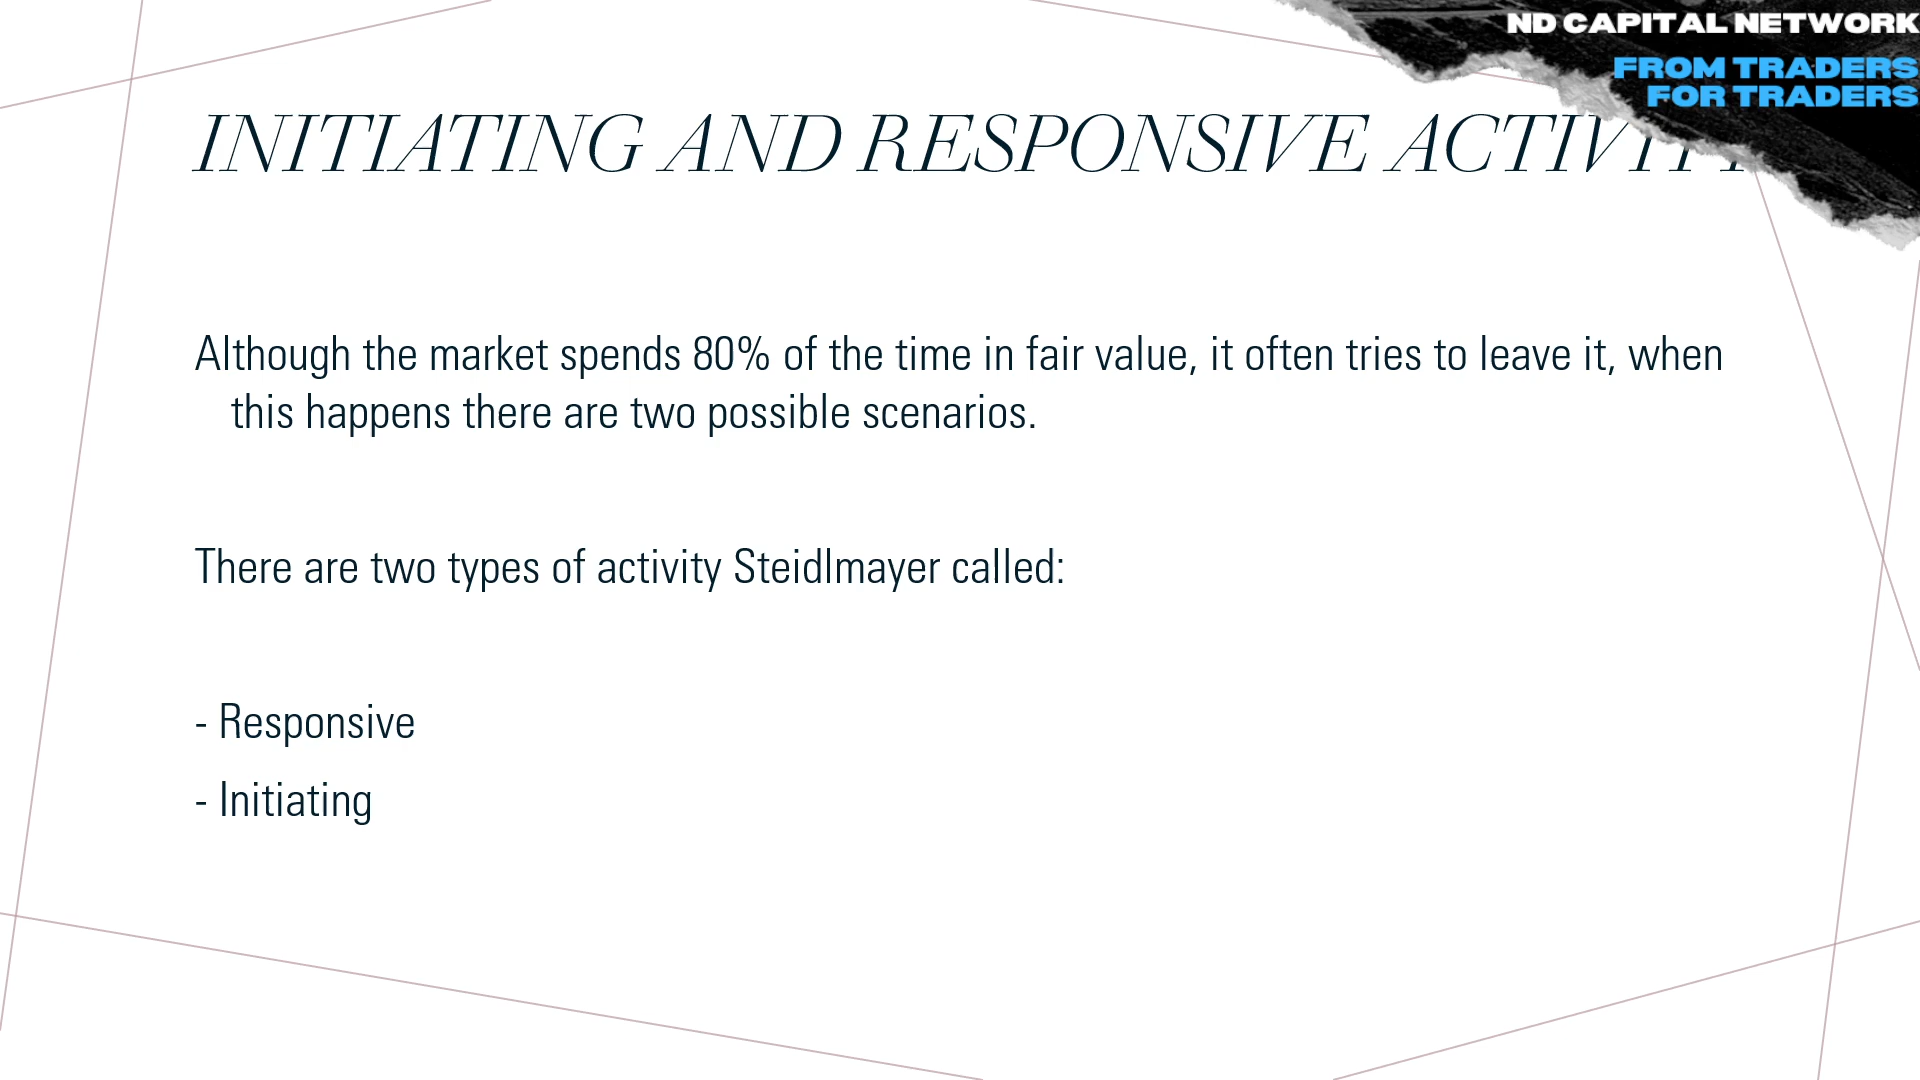 ND CAPITAL NETWORK
FROM TRADERS
FOR TRADERS
INITIATING AND RESPONSIVE ACTIVITY
Although the market spends 80% of the time in fair value, it often tries to leave it, when
this happens there are two possible scenarios.
There are two types of activity Steidlmayer called:
- Responsive
- Initiating